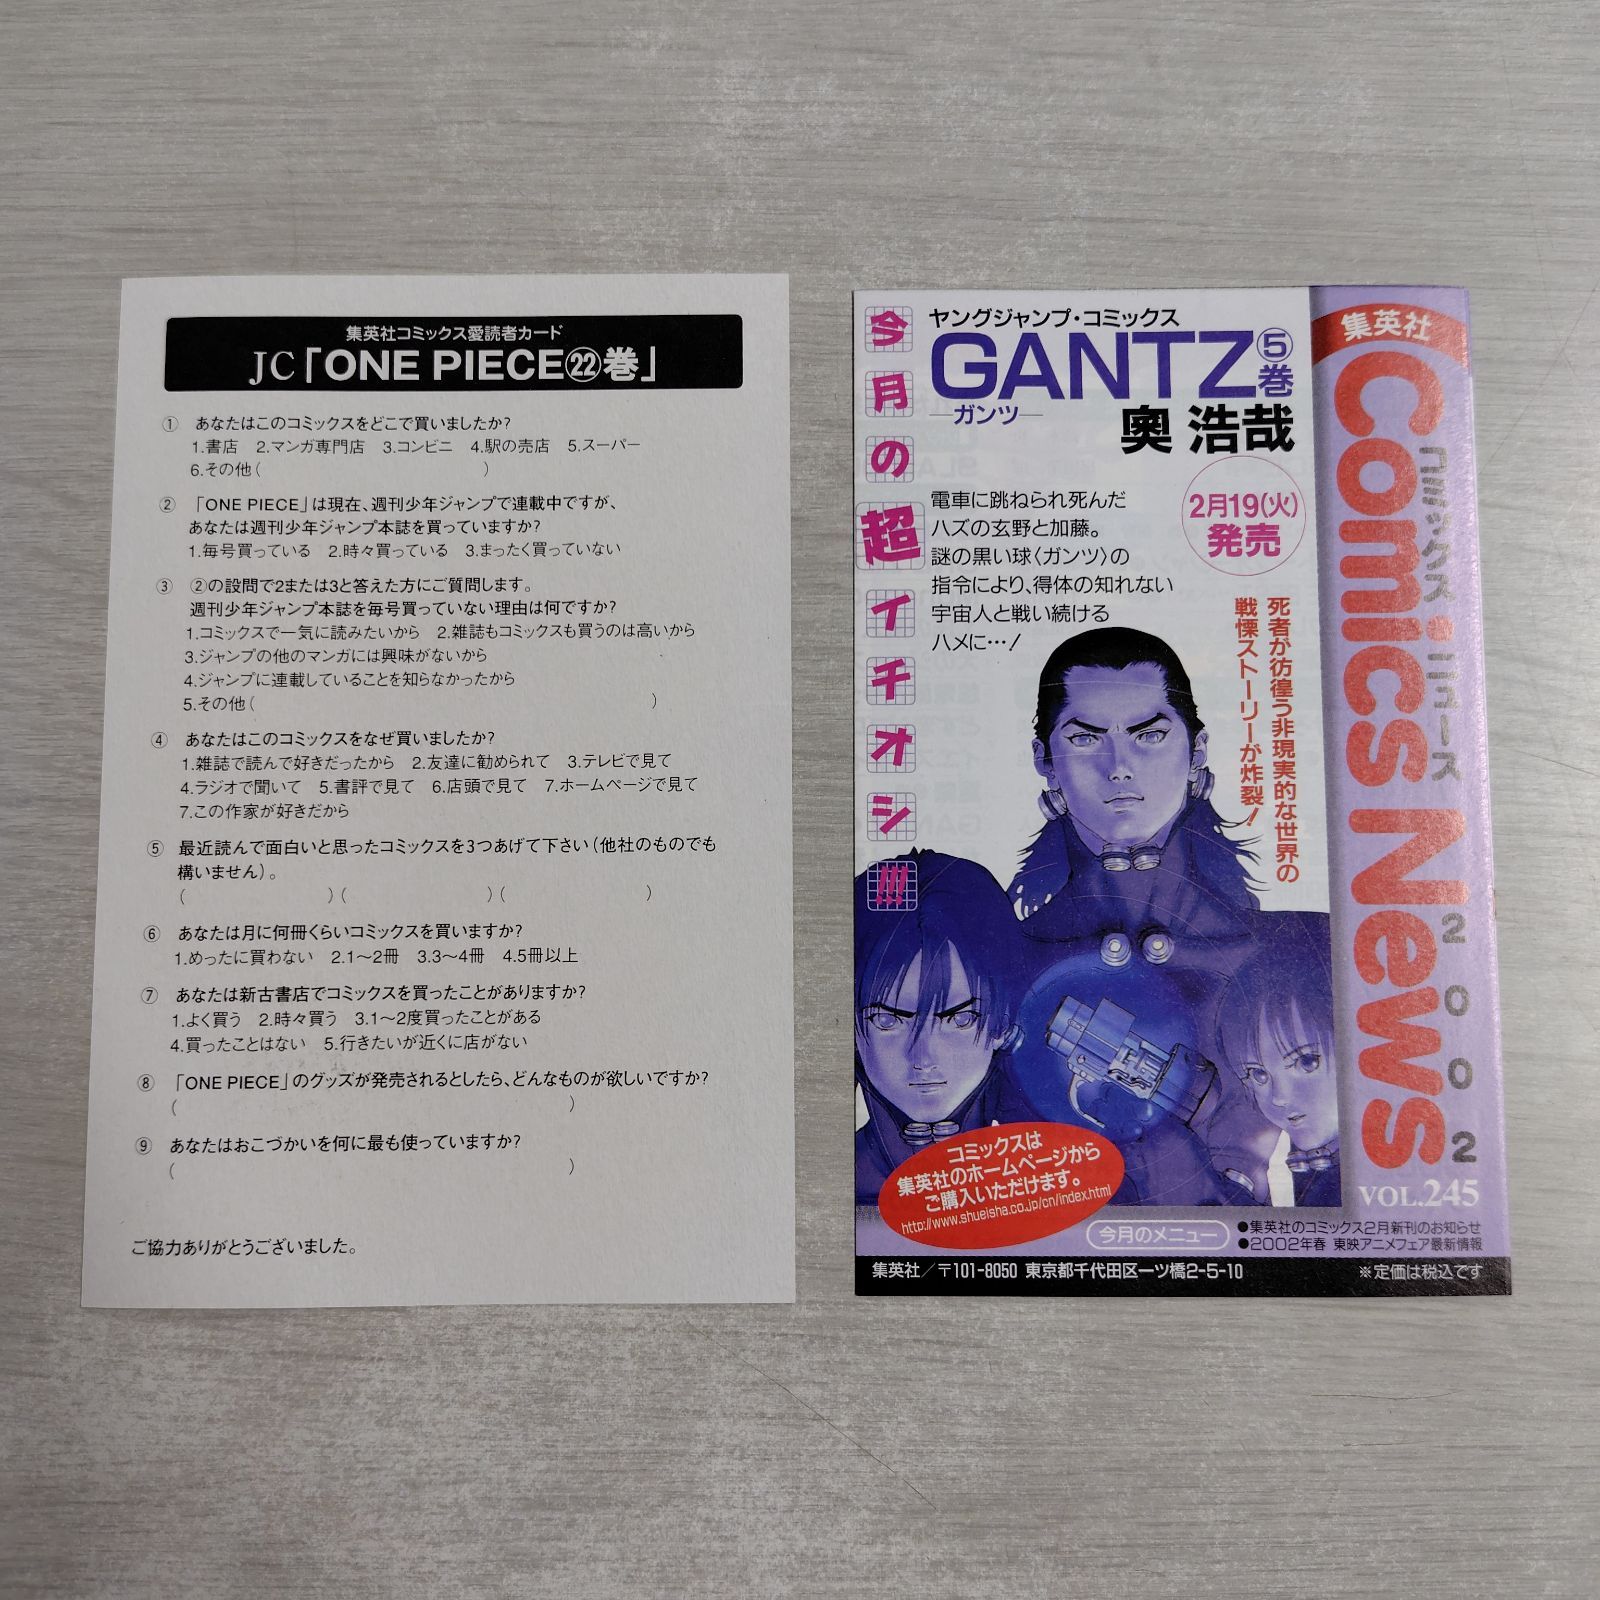 集英社コミックス愛読者カード
JC「ONE PIECE㉒巻」
① あなたはこのコミックスをどこで買いましたか?
1.書店 2.マンガ専門店 3.コンビニ 4.駅の売店 5.スーパー
6.その他( )
② 「ONE PIECE」は現在、週刊少年ジャンプで連載中ですが、
あなたは週刊少年ジャンプ本誌を買っていますか?
1.毎号買っている 2.時々買っている 3.まったく買っていない
③ ②の設問で2または3と答えた方にご質問します。
週刊少年ジャンプ本誌を毎号買っていない理由は何ですか?
1.コミックスで一気に読みたいから 2.雑誌もコミックスも買うのは高いから
3.ジャンプの他のマンガには興味がないから
4.ジャンプに連載していることを知らなかったから
5.その他( )
④ あなたはこのコミックスをなぜ買いましたか?
1.雑誌で読んで好きだったから 2.友達に勧められて 3.テレビで見て
4.ラジオで聞いて 5.書評で見て 6.店頭で見て 7.ホームページで見て
7.この作家が好きだから
⑤ 最近読んで面白いと思ったコミックスを3つあげて下さい(他社のものでも
構いません)。
( )( )( )
⑥ あなたは月に何冊くらいコミックスを買いますか?
1.めったに買わない 2.1〜2冊 3.3〜4冊 4.5冊以上
⑦ あなたは新古書店でコミックスを買ったことがありますか?
1.よく買う 2.時々買う 3.1〜2度買ったことがある
4.買ったことはない 5.行きたいが近くに店がない
⑧ 「ONE PIECE」のグッズが発売されるとしたら、どんなものが欲しいですか?
( )
⑨ あなたはおこづかいを何に最も使っていますか?
( )
ご協力ありがとうございました。
今月の超イチオシ!!!
ヤングジャンプ・コミックス
GANTZ⑤巻
―ガンツ―
奥 浩哉
2月19(火)
発売
電車に跳ねられ死んだ
ハズの玄野と加藤。
謎の黒い球〈ガンツ〉の
指令により、得体の知れない
宇宙人と戦い続ける
ハメに…!
死者が彷徨う非現実的な世界の
戦慄ストーリーが炸裂!
コミックスは
集英社のホームページから
ご購入いただけます。
http://www.shueisha.co.jp/cn/index.html
集英社
Comics News
コミックス・ニュース
2002
VOL.245
今月のメニュー
●集英社のコミックス2月新刊のお知らせ
●2002年春 東映アニメフェア最新情報
集英社/〒101-8050 東京都千代田区一ツ橋2-5-10
※定価は税込です